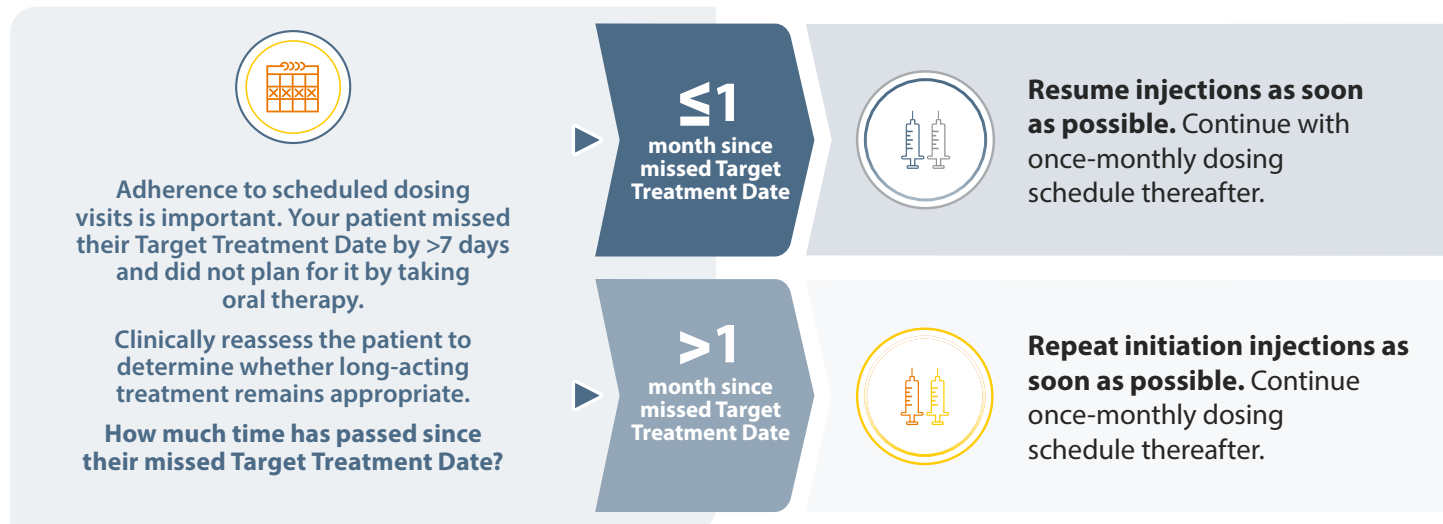 Adherence to scheduled dosing
visits is important. Your patient missed
their Target Treatment Date by >7 days
and did not plan for it by taking
oral therapy.
Clinically reassess the patient to
determine whether long-acting
treatment remains appropriate.
How much time has passed since
their missed Target Treatment Date?
≤1
month since
missed Target
Treatment Date
Resume injections as soon
as possible. Continue with
once-monthly dosing
schedule thereafter.
>1
month since
missed Target
Treatment Date
Repeat initiation injections as
soon as possible. Continue
once-monthly dosing
schedule thereafter.